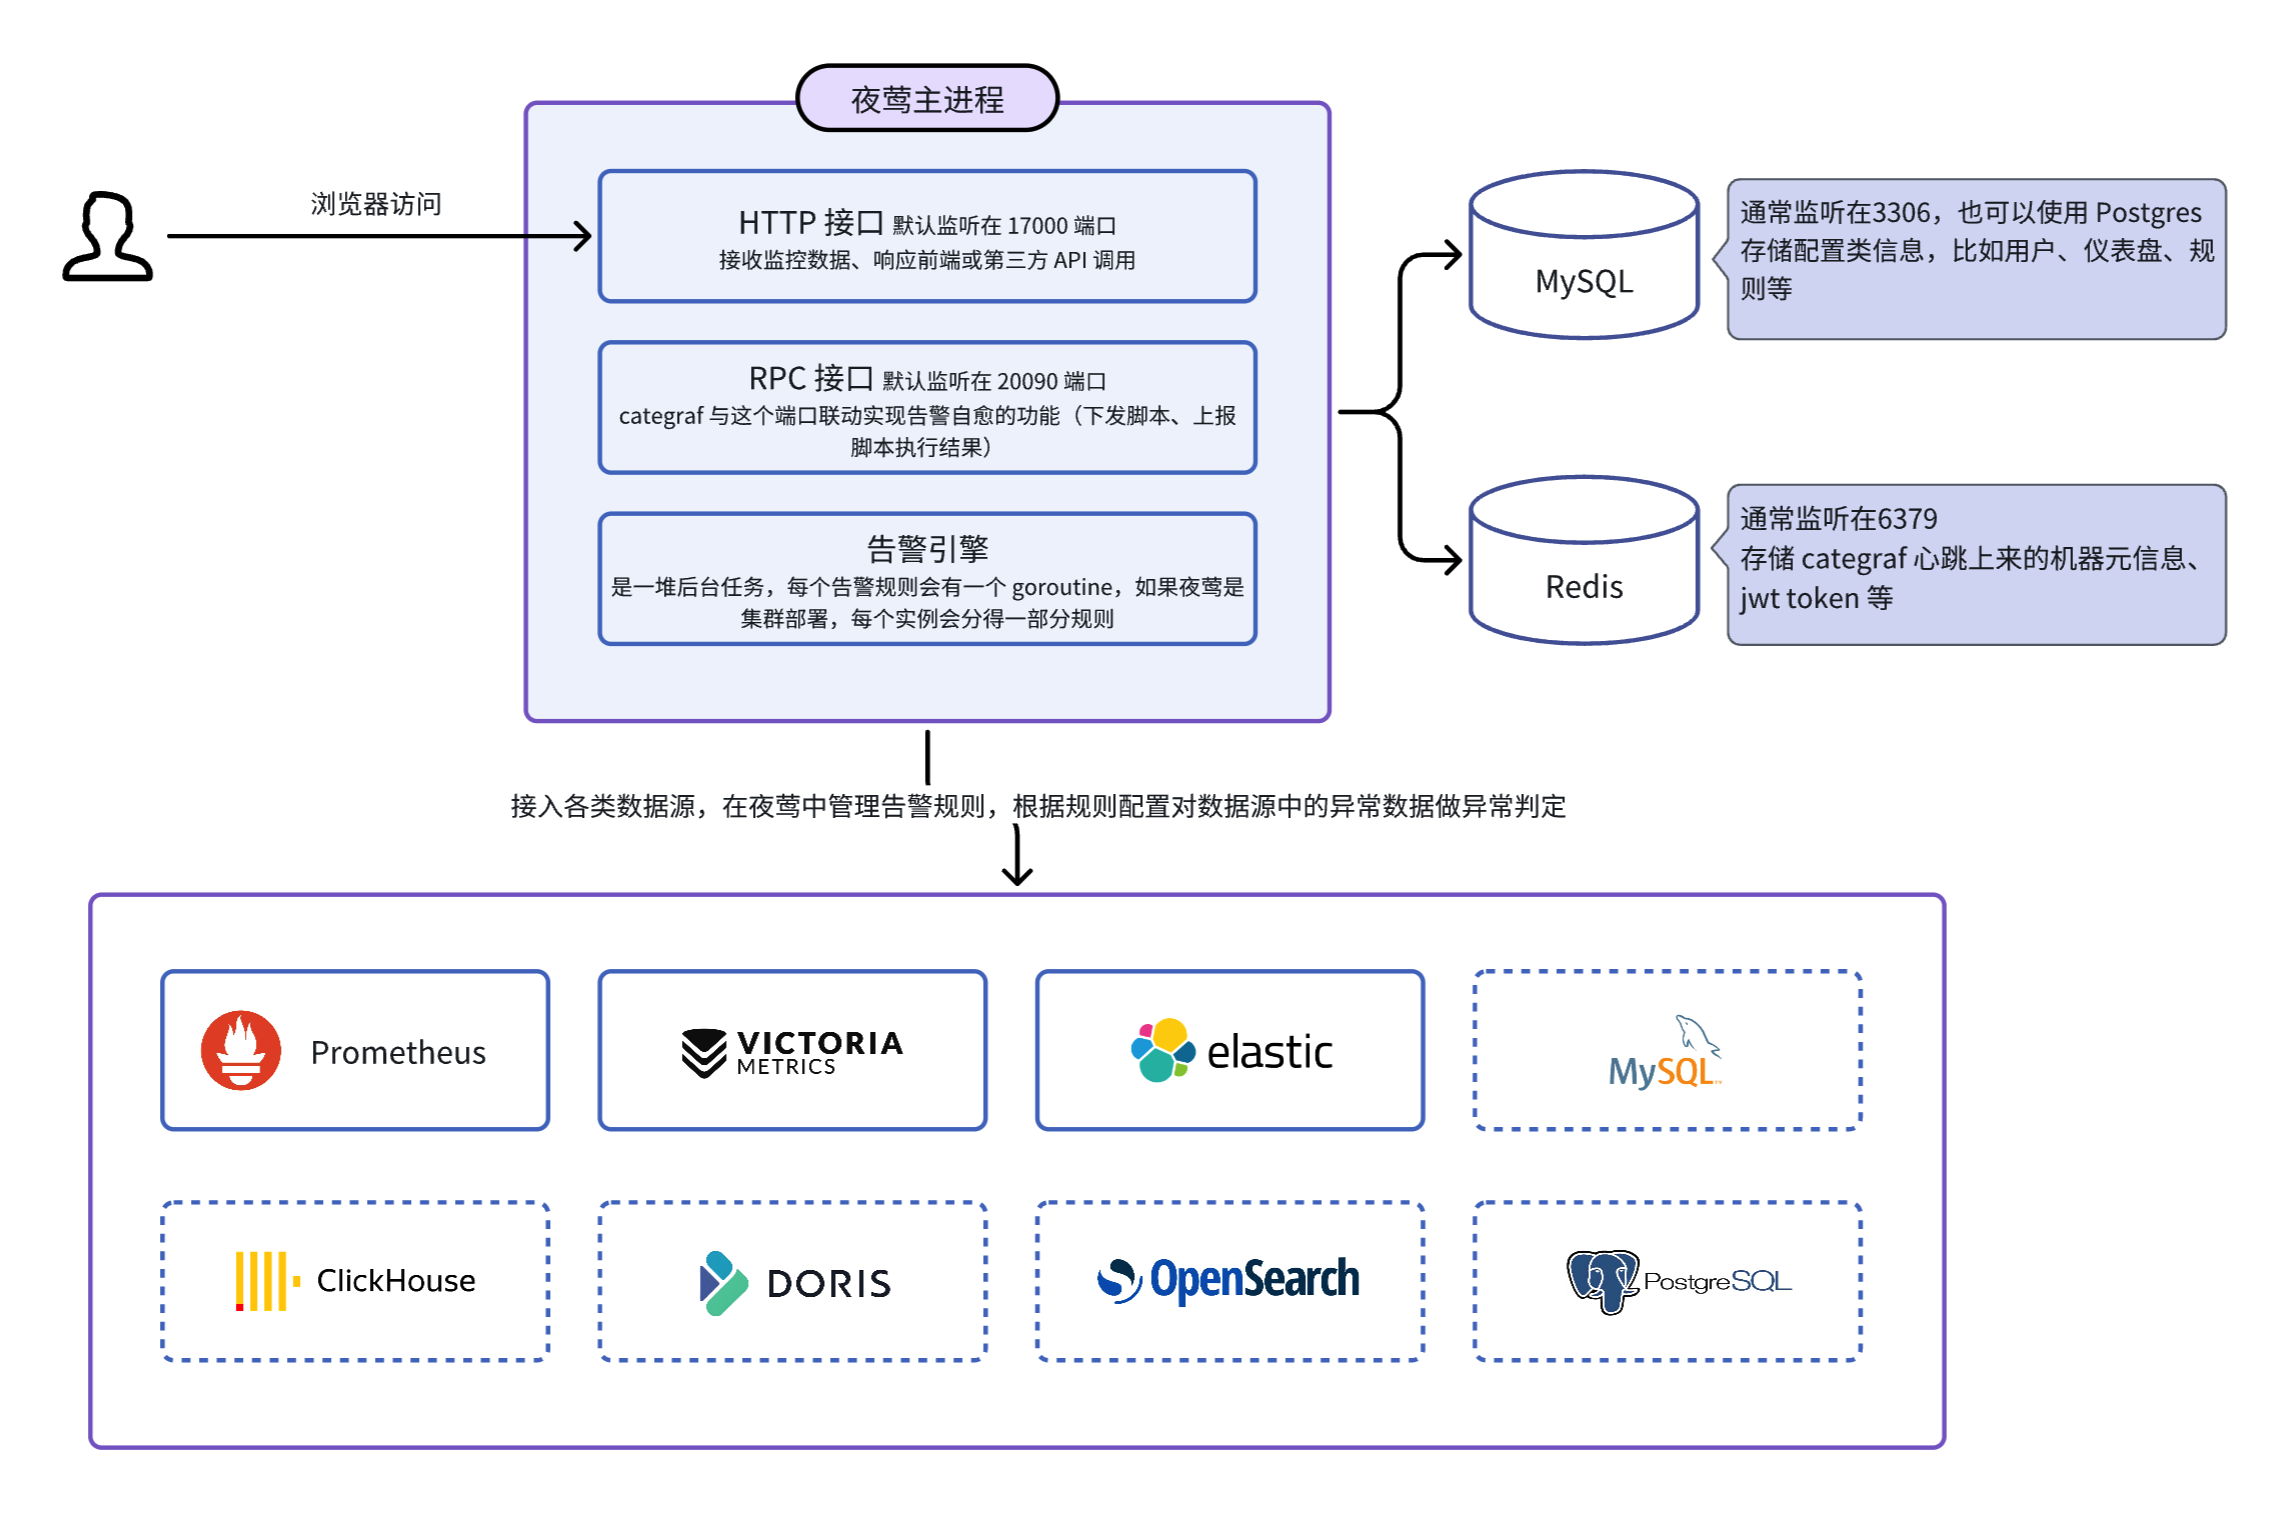 夜莺主进程
浏览器访问
HTTP 接口 默认监听在 17000 端口
接收监控数据、响应前端或第三方 API 调用
RPC 接口 默认监听在 20090 端口
categraf 与这个端口联动实现告警自愈的功能（下发脚本、上报
脚本执行结果）
告警引擎
是一堆后台任务，每个告警规则会有一个 goroutine，如果夜莺是
集群部署，每个实例会分得一部分规则
MySQL
通常监听在3306，也可以使用 Postgres
存储配置类信息，比如用户、仪表盘、规
则等
Redis
通常监听在6379
存储 categraf 心跳上来的机器元信息、
jwt token 等
接入各类数据源，在夜莺中管理告警规则，根据规则配置对数据源中的异常数据做异常判定
Prometheus
VICTORIA
METRICS
elastic
MySQL
ClickHouse
DORIS
OpenSearch
PostgreSQL